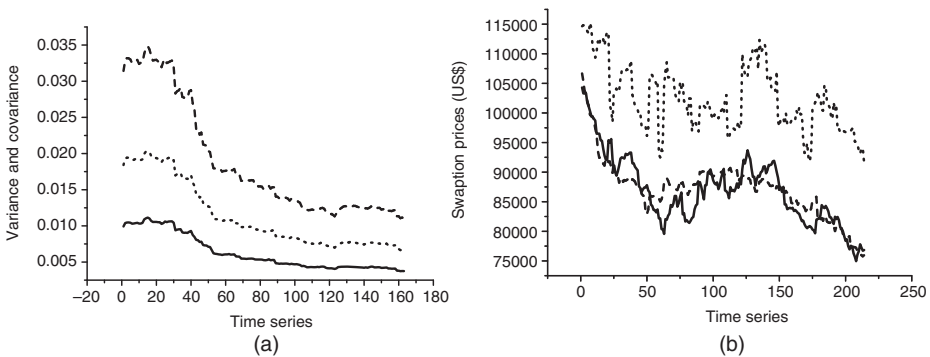 0.035
0.030
0.025
0.020
0.015
0.010
0.005
Variance and covariance
−20 0 20 40 60 80 100 120 140 160 180
Time series
(a)
115000
110000
105000
100000
95000
90000
85000
80000
75000
Swaption prices (US$)
0 50 100 150 200 250
Time series
(b)